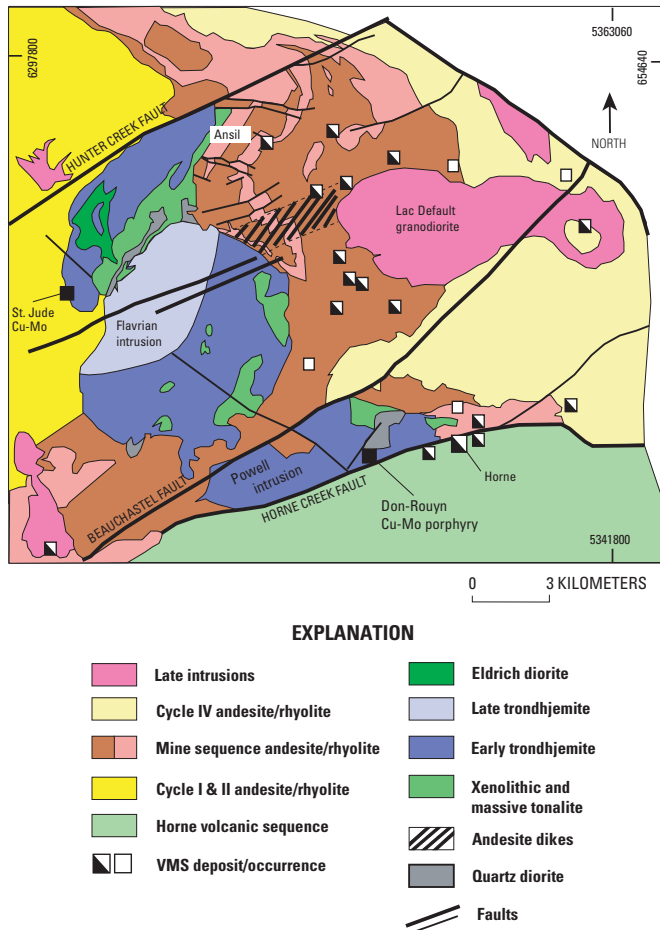 5363060
6297800
654640
HUNTER CREEK FAULT
Ansil
NORTH
Lac Default
granodiorite
St. Jude
Cu-Mo
Flavrian
intrusion
BEAUCHASTEL FAULT
Powell
intrusion
HORNE CREEK FAULT
Horne
Don-Rouyn
Cu-Mo porphyry
5341800
0 3 KILOMETERS
EXPLANATION
Late intrusions
Cycle IV andesite/rhyolite
Mine sequence andesite/rhyolite
Cycle I & II andesite/rhyolite
Horne volcanic sequence
VMS deposit/occurrence
Eldrich diorite
Late trondhjemite
Early trondhjemite
Xenolithic and
massive tonalite
Andesite dikes
Quartz diorite
Faults